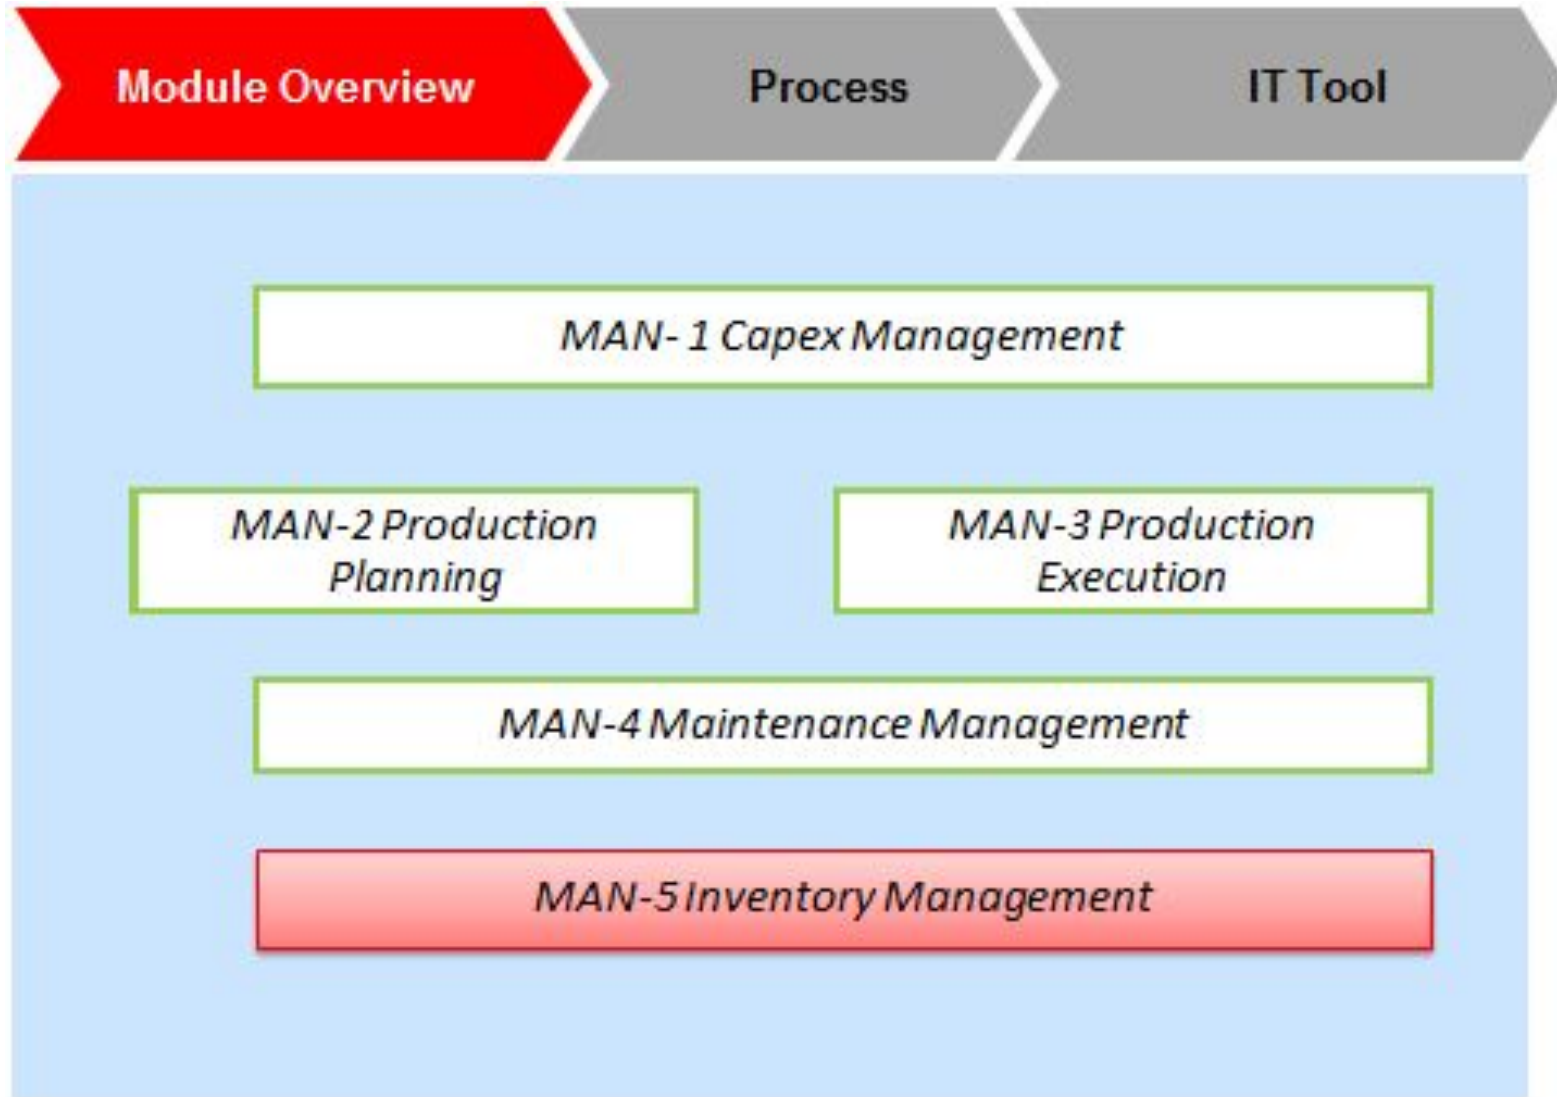 Module Overview
Process
IT Tool
MAN- 1 Capex Management
MAN-2 Production
Planning
MAN-3 Production
Execution
MAN-4 Maintenance Management
MAN-5 Inventory Management